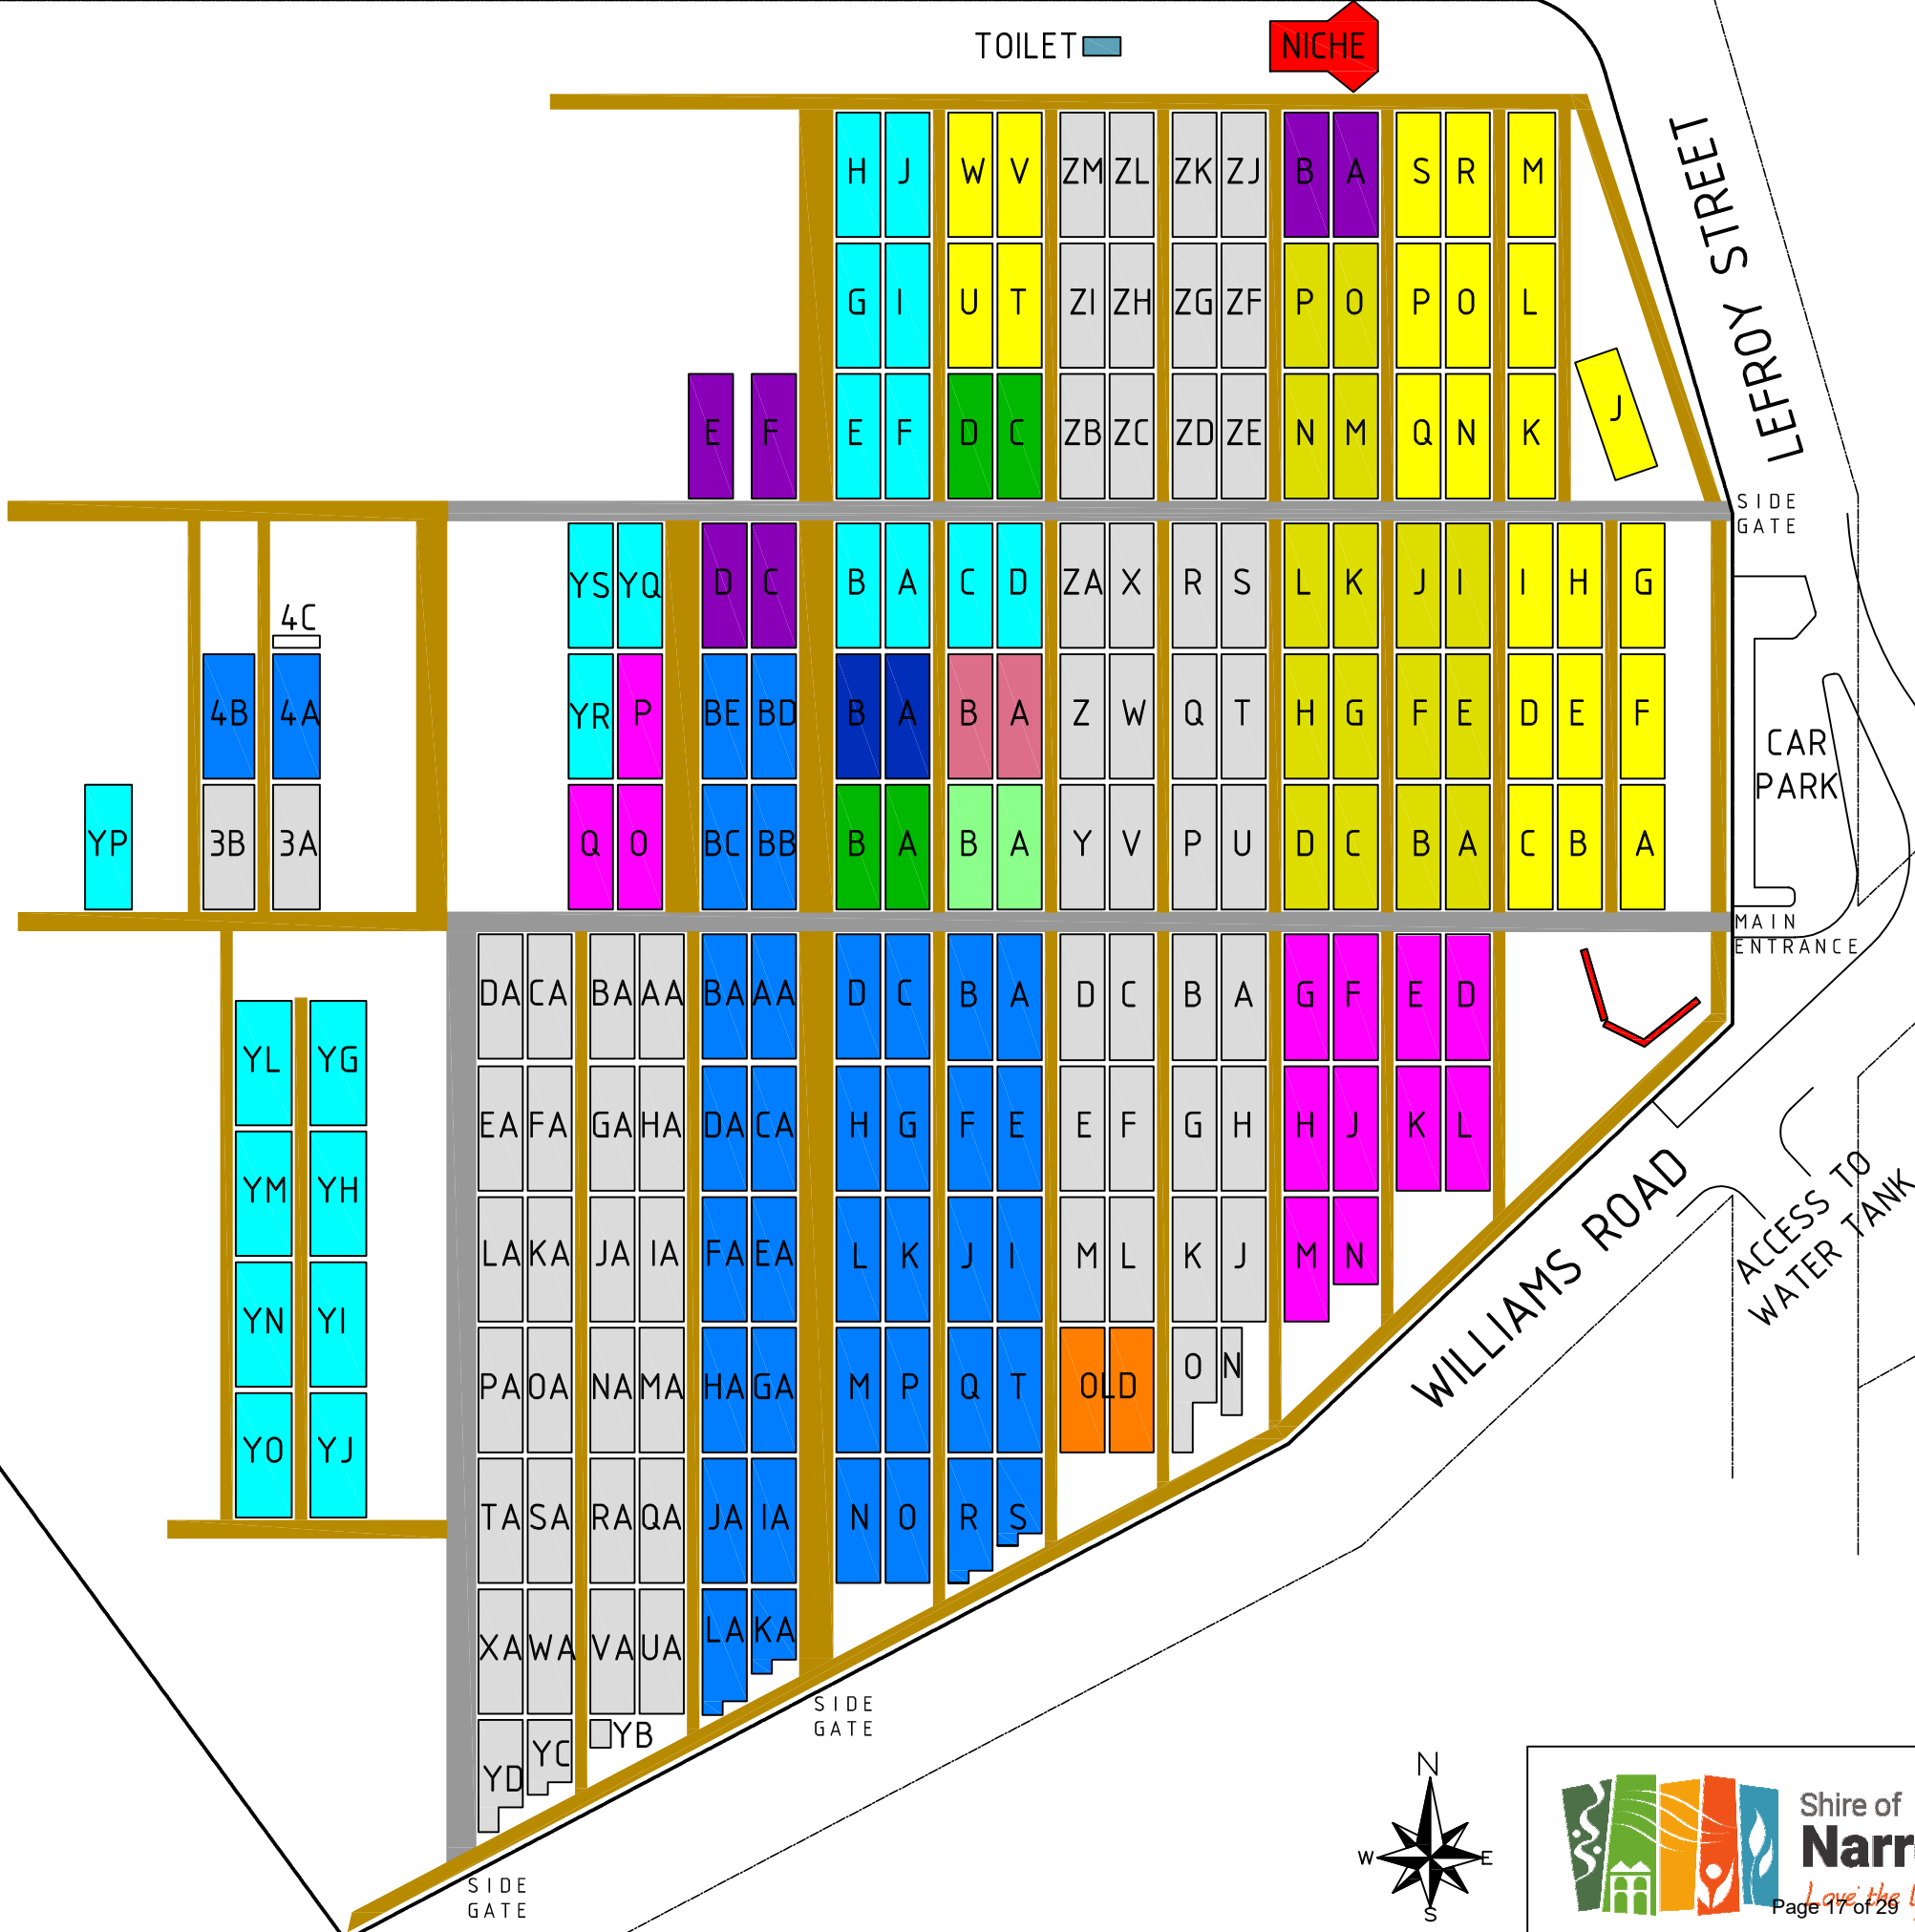 TOILET NICHE
H J W V ZM ZL ZK ZJ B A S R M
G I U T ZI ZH ZG ZF P O P O L
E F E F D C ZB ZC ZD ZE N M Q N K J
LEFROY STREET
SIDE
GATE
YS YQ D C B A C D ZA X R S L K J I I H G
4C
4B 4A YR P BE BD B A B A Z W Q T H G F E D E F
CAR
PARK
YP 3B 3A Q O BC BB B A B A Y V P U D C B A C B A
MAIN
ENTRANCE
DA CA BA AA BA AA D C B A D C B A G F E D
YL YG
EA FA GA HA DA CA H G F E E F G H H J K L
YM YH
LA KA JA IA FA EA L K J I M L K J M N
YN YI
PA OA NA MA HA GA M P Q T OLD O N
YO YJ
TA SA RA QA JA IA N O R S
XA WA VA UA LA KA
YD YC YB
WILLIAMS ROAD
ACCESS TO
WATER TANK
SIDE
GATE
SIDE
GATE
N
W E
S
Shire of
Narr
Love the
Page 17 of 29